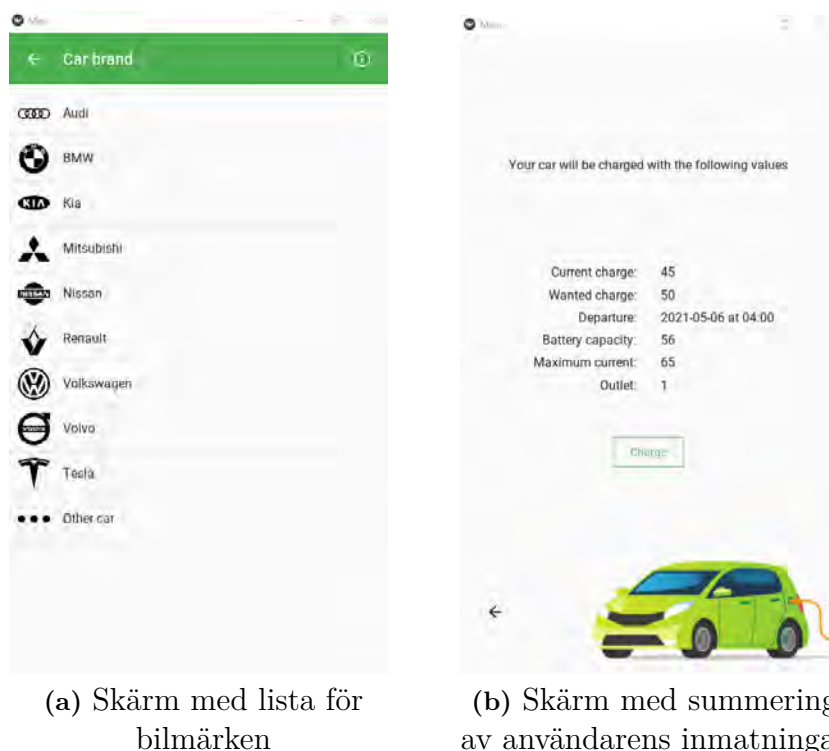 Car brand
Audi
BMW
KIA Kia
Mitsubishi
NISSAN Nissan
Renault
Volkswagen
Volvo
Tesla
Other car
(a) Skärm med lista för
bilmärken
Your car will be charged with the following values
Current charge: 45
Wanted charge: 50
Departure: 2021-05-06 at 04:00
Battery capacity: 56
Maximum current: 65
Outlet: 1
Charge
(b) Skärm med summering
av användarens inmatninga